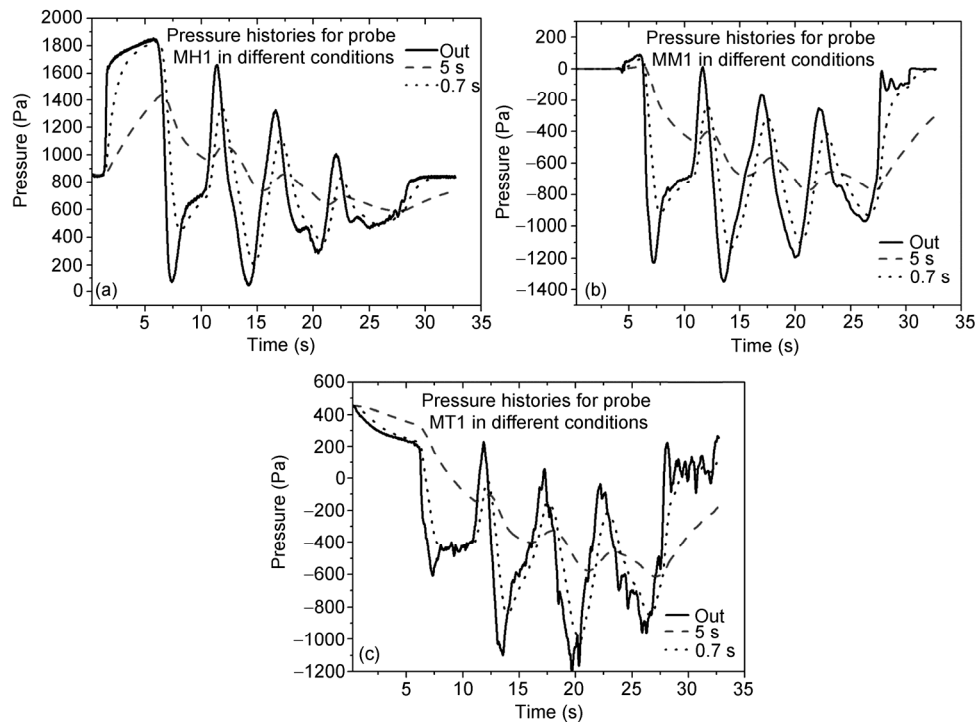 Pressure histories for probe
MH1 in different conditions
Out
5 s
0.7 s
2000
1800
1600
1400
1200
1000
800
600
400
200
0
Pressure (Pa)
(a)
5 10 15 20 25 30 35
Time (s)
Pressure histories for probe
MM1 in different conditions
200
0
−200
−400
−600
−800
−1000
−1200
−1400
Pressure (Pa)
Out
5 s
0.7 s
(b)
5 10 15 20 25 30 35
Time (s)
Pressure histories for probe
MT1 in different conditions
600
400
200
0
−200
−400
−600
−800
−1000
−1200
Pressure (Pa)
Out
5 s
0.7 s
(c)
5 10 15 20 25 30 35
Time (s)